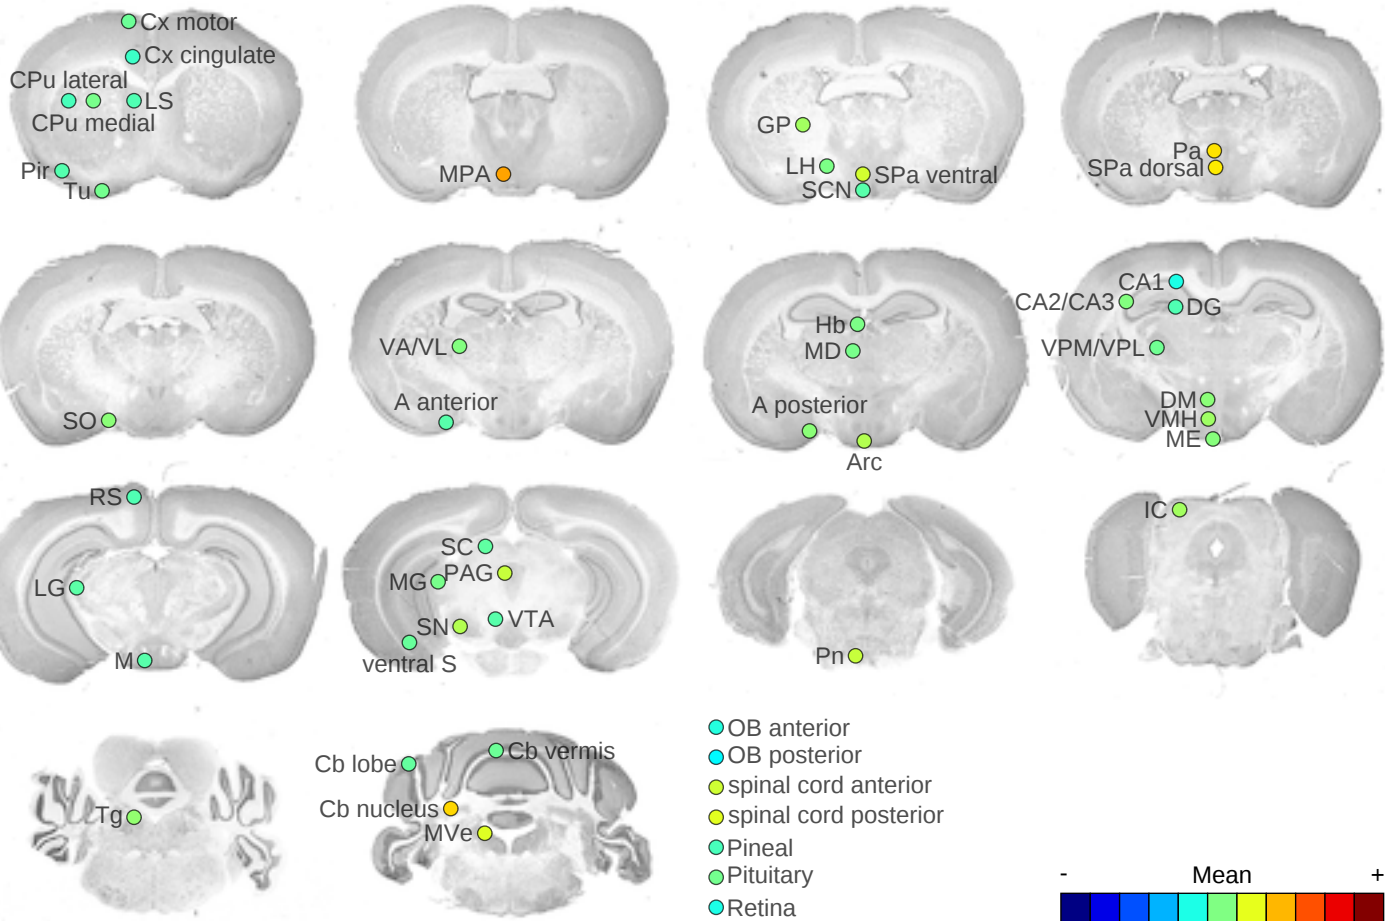 Cx motor
Cx cingulate
CPu lateral
LS
CPu medial
Pir
Tu
MPA
GP
LH
SPa ventral
SCN
Pa
SPa dorsal
SO
VA/VL
A anterior
Hb
MD
A posterior
Arc
CA1
CA2/CA3
DG
VPM/VPL
DM
VMH
ME
RS
LG
M
SC
PAG
MG
VTA
SN
ventral S
Pn
IC
Tg
Cb lobe
Cb vermis
Cb nucleus
MVe
OB anterior
OB posterior
spinal cord anterior
spinal cord posterior
Pineal
Pituitary
Retina
- Mean +